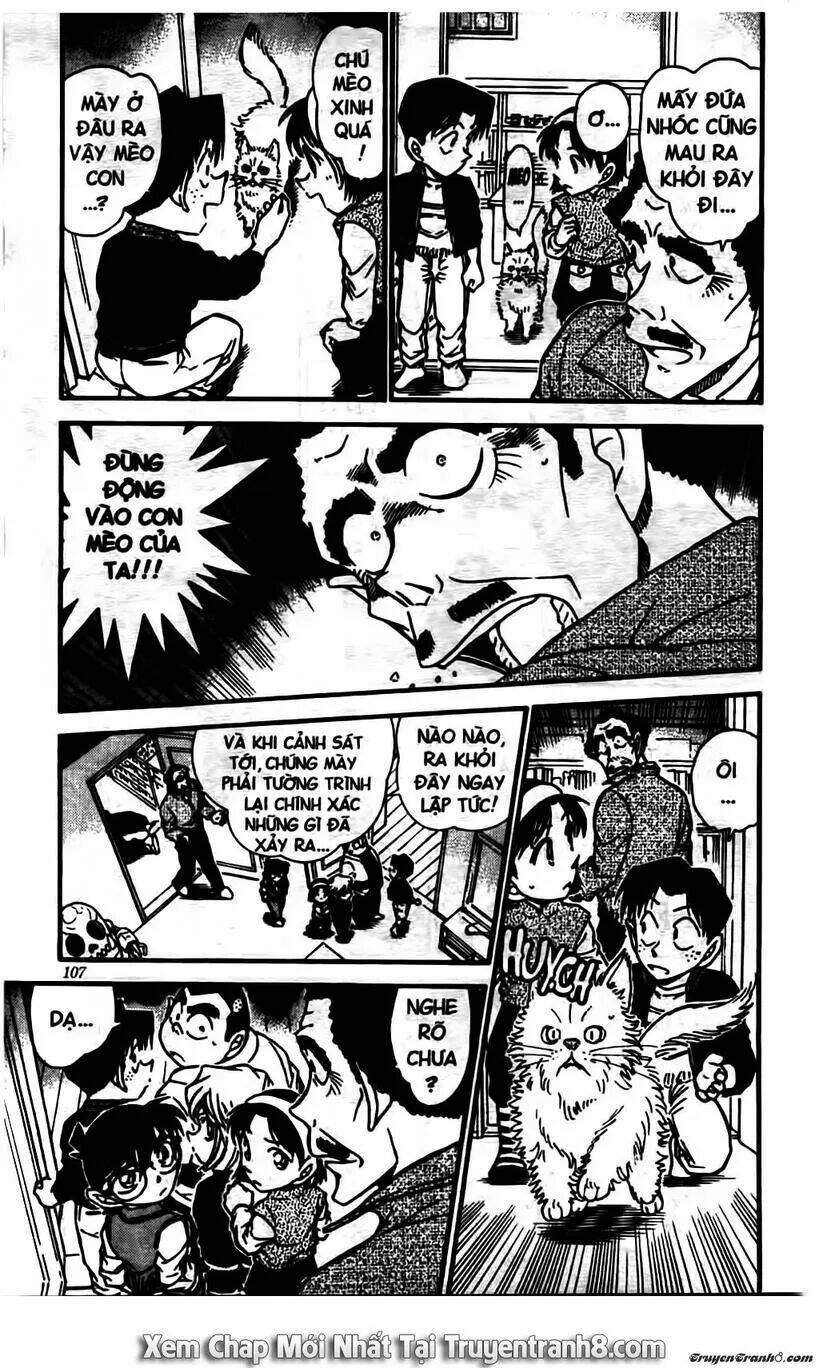 MẤY ĐỨA
NHÓC CŨNG
MAU RA
KHỎI ĐÂY
ĐI...
Ơ...
MÉO
...
CHÚ
MÈO
XINH
QUÁ
!
MÀY Ở
ĐÂU RA
VẬY MÈO
CON
...?
ĐỪNG
ĐỘNG
VÀO CON
MÈO CỦA
TA!!!
ÔI
...
HUỴCH
NÀO NÀO,
RA KHỎI
ĐÂY NGAY
LẬP TỨC!
VÀ KHI CẢNH SÁT
TỚI, CHÚNG MÀY
PHẢI TƯỜNG TRÌNH
LẠI CHÍNH XÁC
NHỮNG GÌ ĐÃ
XẢY RA...
107
NGHE
RÕ
CHƯA
?
DẠ...
Xem Chap Mới Nhất Tại Truyentranh8.com
TruyenTranh8.com